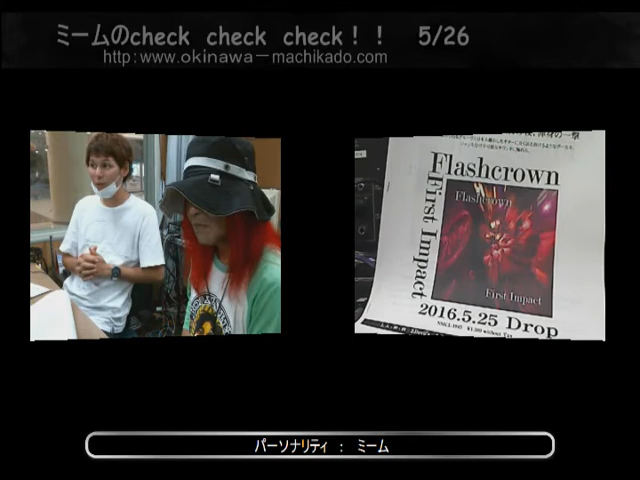 ミームのcheck check check！！ 5/26
http:www.okinawa－machikado.com
Flashcrown
First Impact
Flashcrown
First Impact
2016.5.25 Drop
パーソナリティ ： ミーム